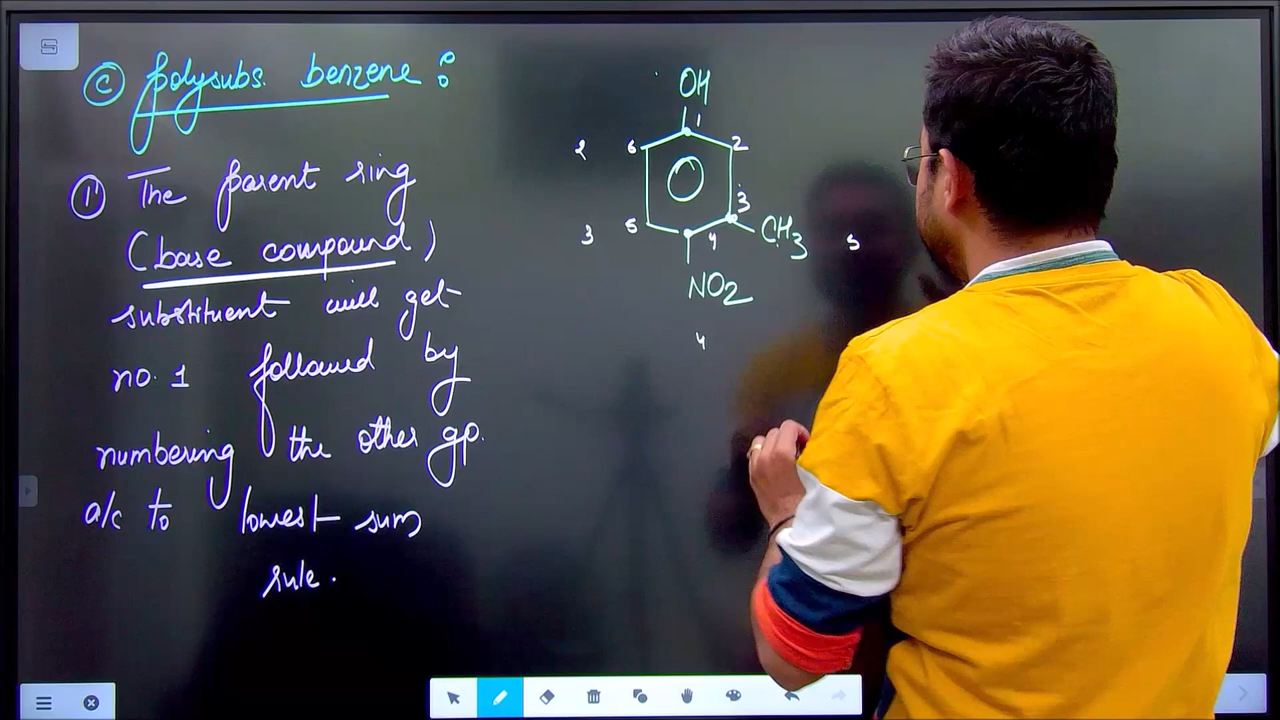 Ⓒ polysubs. benzene :
① The parent ring
(base compound)
substituent will get
no. 1 followed by
numbering the other gp.
a/c to lowest sum
rule.
OH
1
2 6 2
3
3 5 4 CH3 5
NO2
4